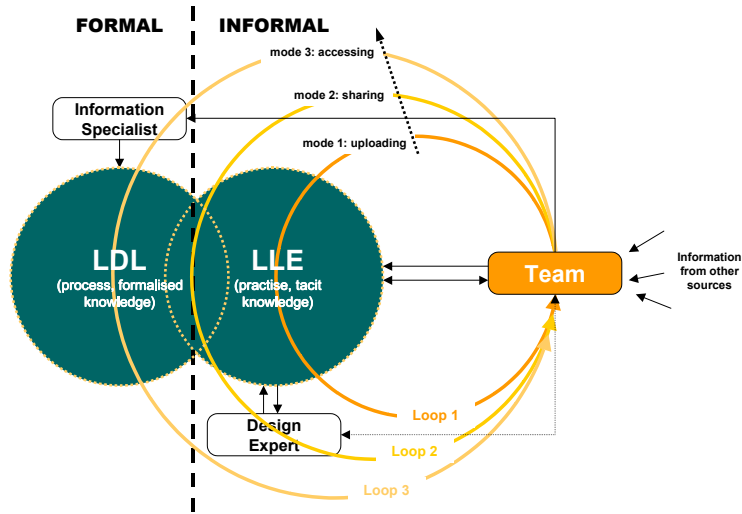 FORMAL
INFORMAL
mode 3: accessing
mode 2: sharing
Information
Specialist
mode 1: uploading
LDL
(process, formalised
knowledge)
LLE
(practise, tacit
knowledge)
Team
Information
from other
sources
Loop 1
Design
Expert
Loop 2
Loop 3